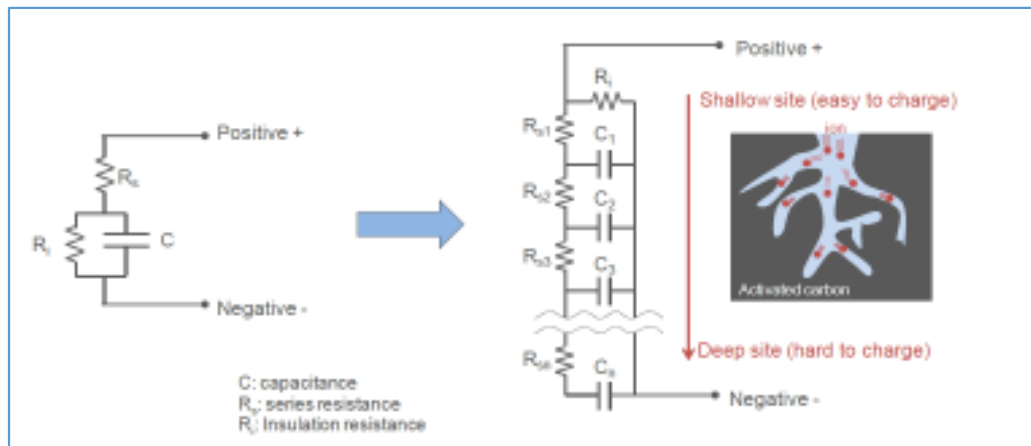 Positive +
Rs
Ri
C
Negative -
C: capacitance
Rs: series resistance
Ri: Insulation resistance
Positive +
Ri
Rs1
C1
Rs2
C2
Rs3
C3
Rsn
Cn
Negative -
Shallow site (easy to charge)
ion
Activated carbon
Deep site (hard to charge)